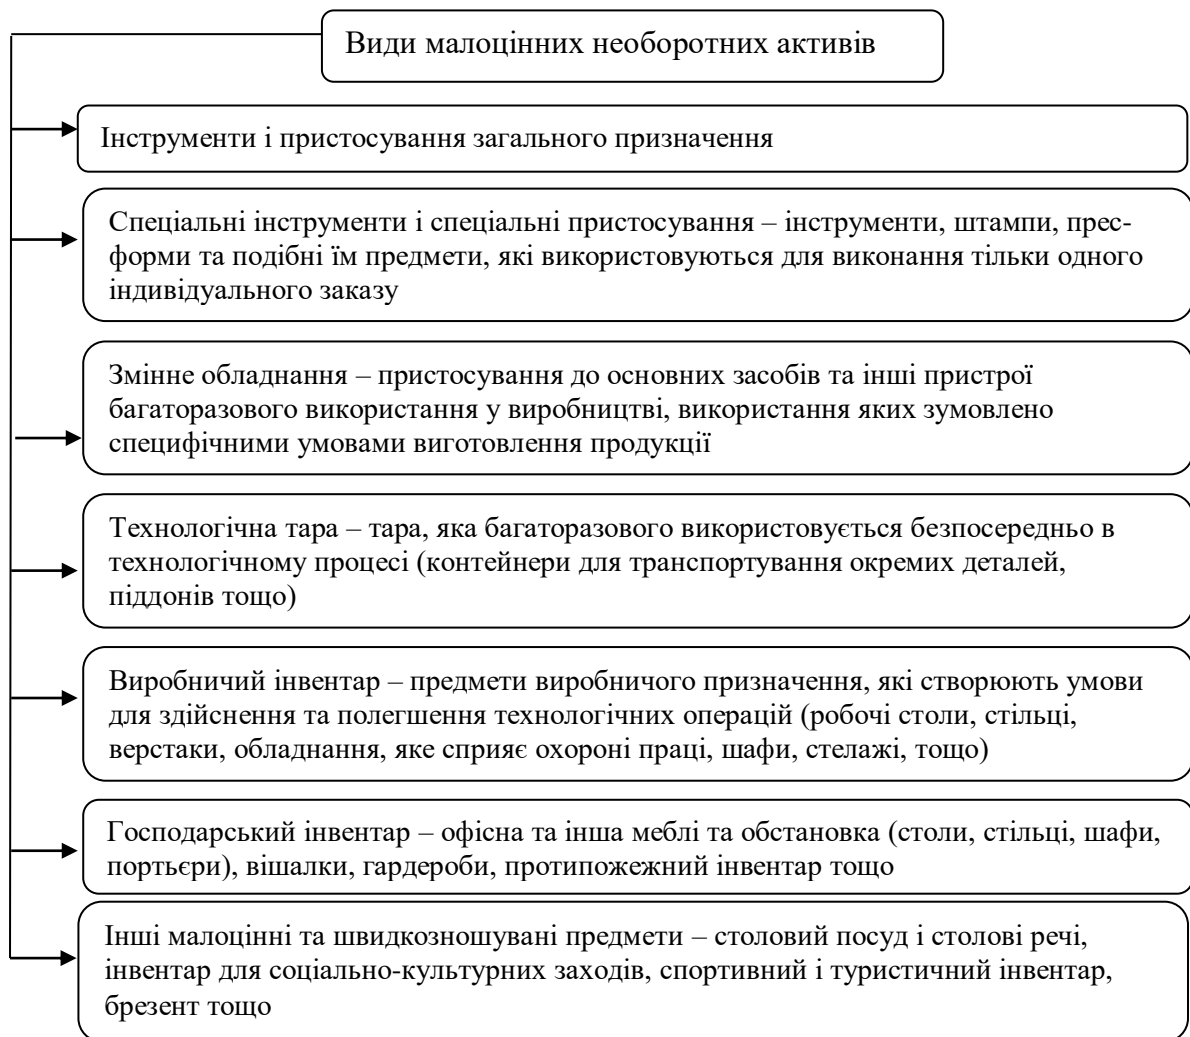 Види малоцінних необоротних активів
Інструменти і пристосування загального призначення
Спеціальні інструменти і спеціальні пристосування – інструменти, штампи, прес-
форми та подібні їм предмети, які використовуються для виконання тільки одного
індивідуального заказу
Змінне обладнання – пристосування до основних засобів та інші пристрої
багаторазового використання у виробництві, використання яких зумовлено
специфічними умовами виготовлення продукції
Технологічна тара – тара, яка багаторазового використовується безпосередньо в
технологічному процесі (контейнери для транспортування окремих деталей,
піддонів тощо)
Виробничий інвентар – предмети виробничого призначення, які створюють умови
для здійснення та полегшення технологічних операцій (робочі столи, стільці,
верстаки, обладнання, яке сприяє охороні праці, шафи, стелажі, тощо)
Господарський інвентар – офісна та інша меблі та обстановка (столи, стільці, шафи,
портьєри), вішалки, гардероби, протипожежний інвентар тощо
Інші малоцінні та швидкозношувані предмети – столовий посуд і столові речі,
інвентар для соціально-культурних заходів, спортивний і туристичний інвентар,
брезент тощо